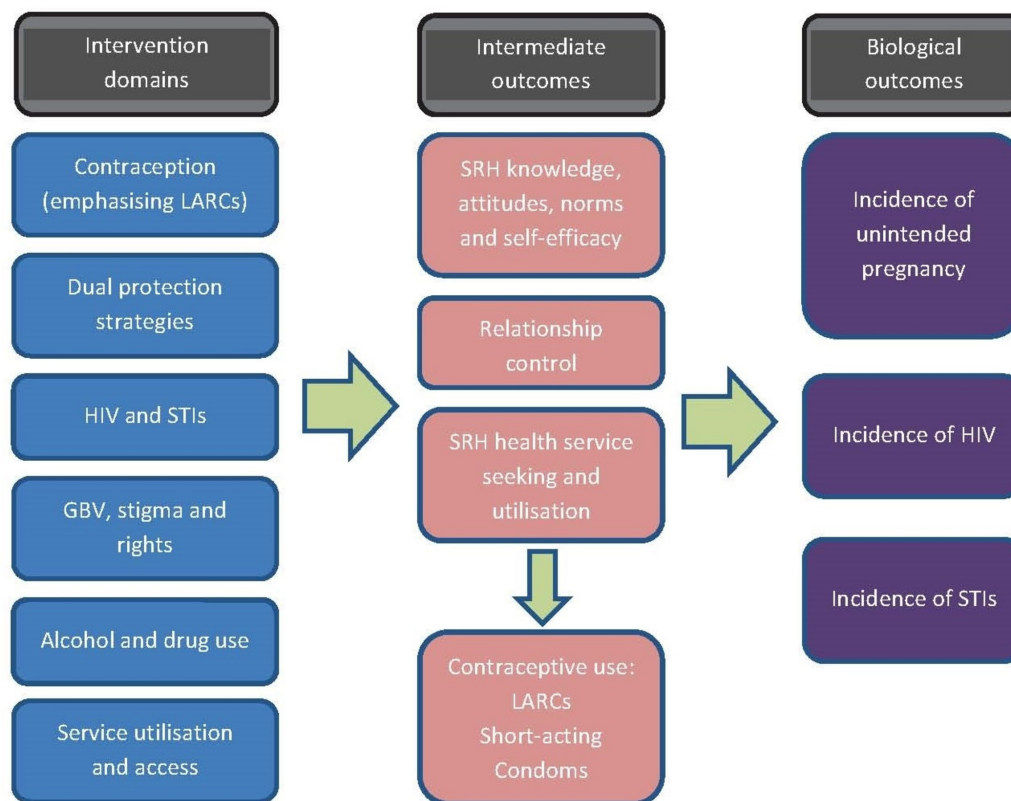 Intervention
domains
Contraception
(emphasising LARCs)
Dual protection
strategies
HIV and STIs
GBV, stigma and
rights
Alcohol and drug use
Service utilisation
and access
Intermediate
outcomes
SRH knowledge,
attitudes, norms
and self-efficacy
Relationship
control
SRH health service
seeking and
utilisation
Contraceptive use:
LARCs
Short-acting
Condoms
Biological
outcomes
Incidence of
unintended
pregnancy
Incidence of HIV
Incidence of STIs